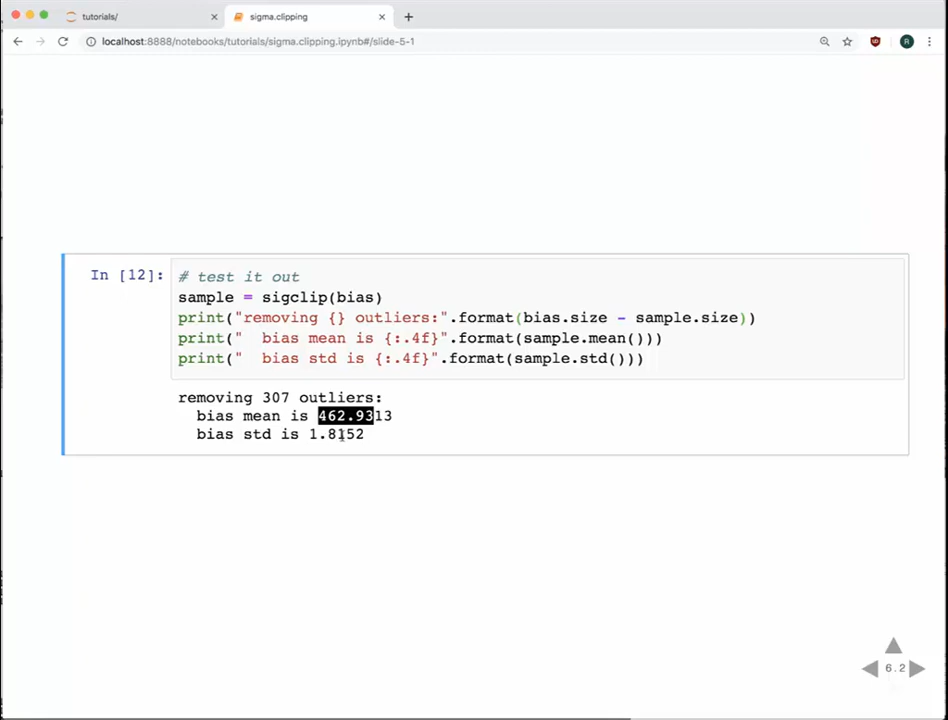 tutorials/
sigma.clipping
localhost:8888/notebooks/tutorials/sigma.clipping.ipynb#/slide-5-1
R
In [12]:
# test it out
sample = sigclip(bias)
print("removing {} outliers:".format(bias.size - sample.size))
print("  bias mean is {:.4f}".format(sample.mean()))
print("  bias std is {:.4f}".format(sample.std()))
removing 307 outliers:
  bias mean is 462.9313
  bias std is 1.8152
6.2